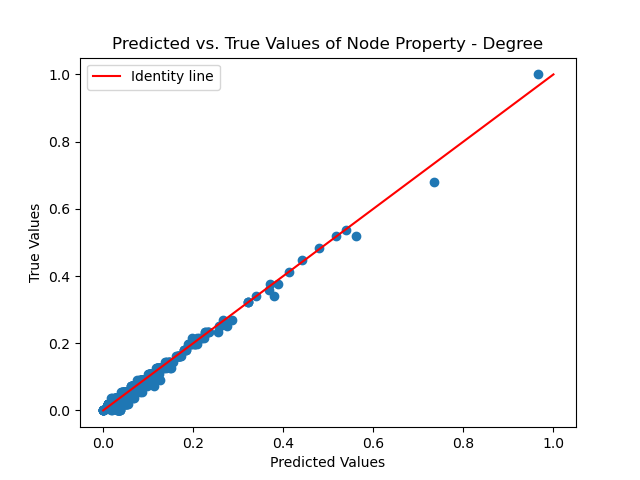 Predicted vs. True Values of Node Property - Degree
Identity line
1.0
0.8
0.6
0.4
0.2
0.0
True Values
0.0 0.2 0.4 0.6 0.8 1.0
Predicted Values